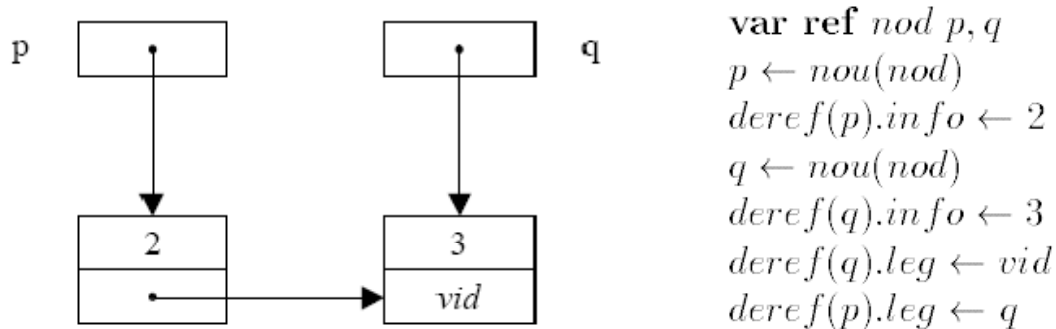 p
q
2
3
vid
var ref nod p, q
p ← nou(nod)
deref(p).info ← 2
q ← nou(nod)
deref(q).info ← 3
deref(q).leg ← vid
deref(p).leg ← q